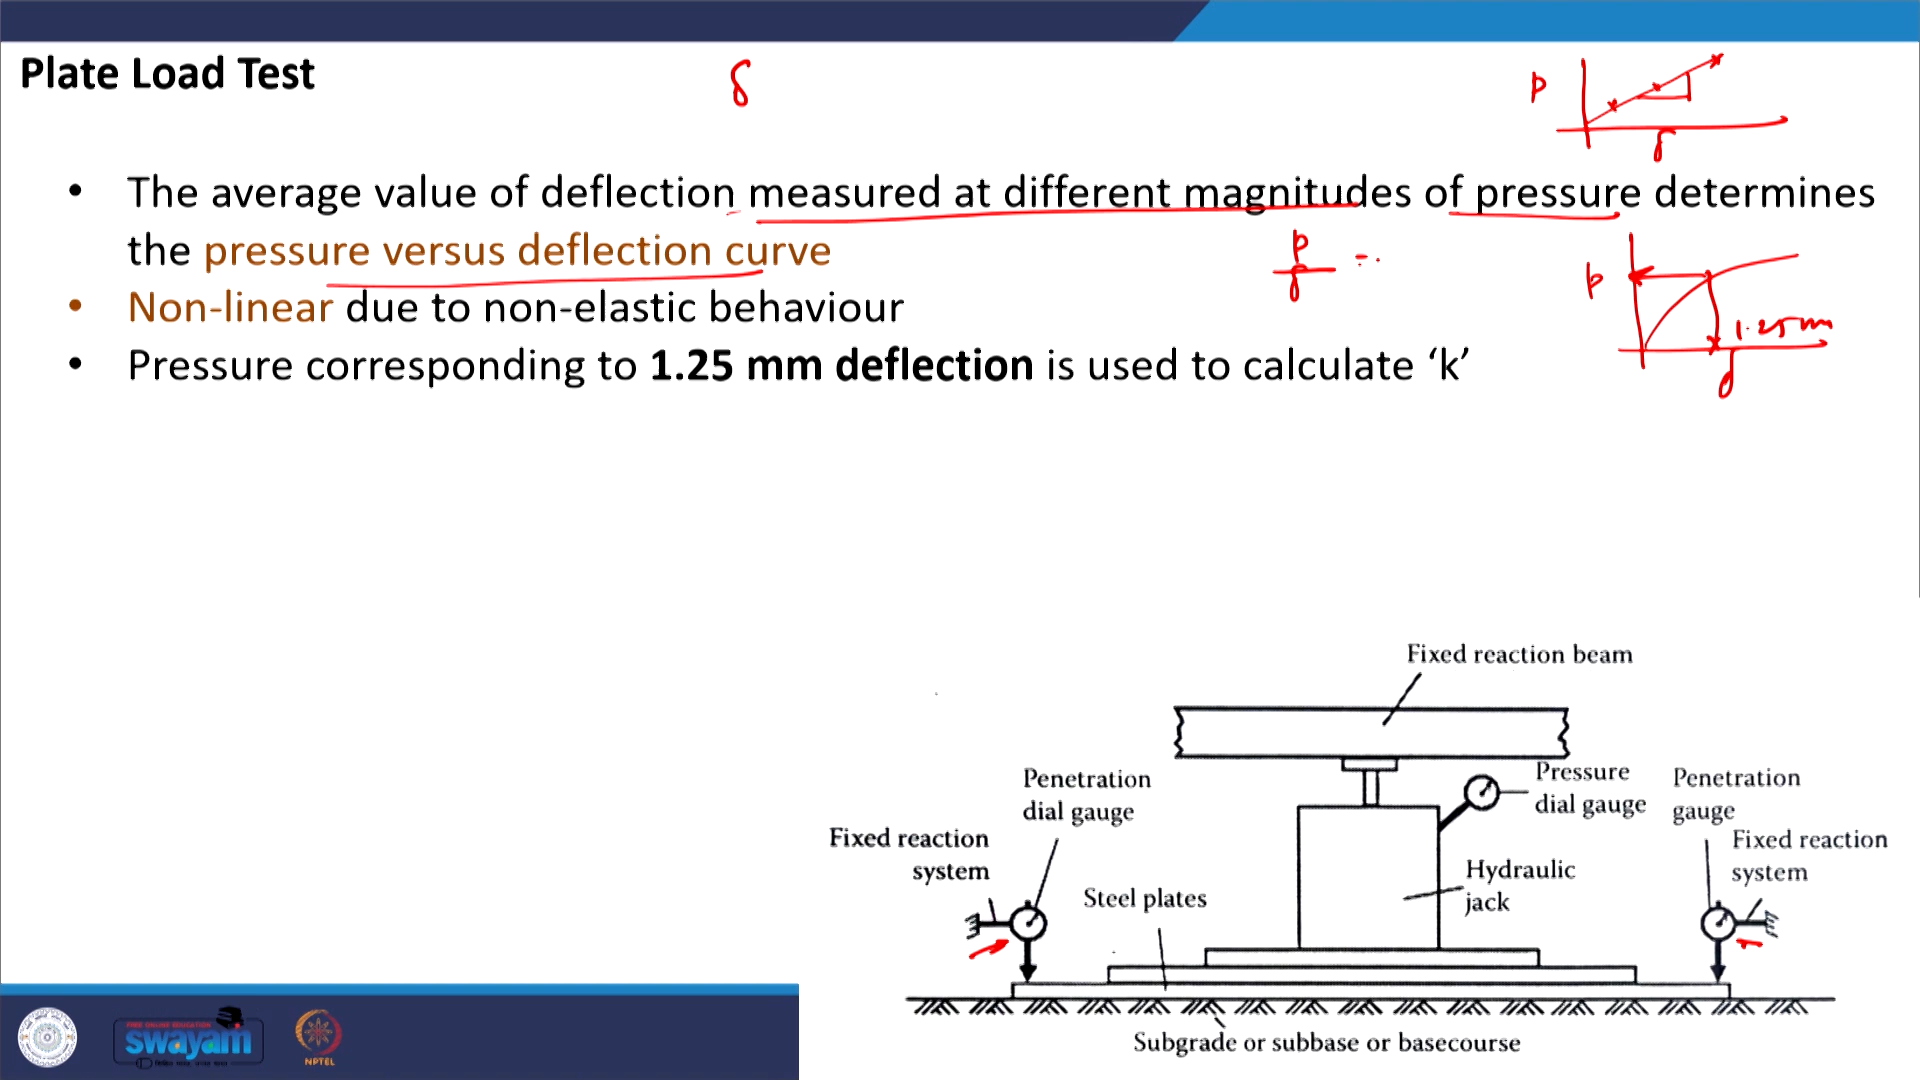 Plate Load Test
δ
p
δ
• The average value of deflection measured at different magnitudes of pressure determines
the pressure versus deflection curve
p
δ
p
1.25 mm
δ
• Non-linear due to non-elastic behaviour
• Pressure corresponding to 1.25 mm deflection is used to calculate ‘k’
Fixed reaction beam
Penetration
dial gauge
Pressure
dial gauge
Penetration
gauge
Fixed reaction
system
Fixed reaction
system
Steel plates
Hydraulic
jack
Subgrade or subbase or basecourse
FREE ONLINE EDUCATION
swayam
NPTEL